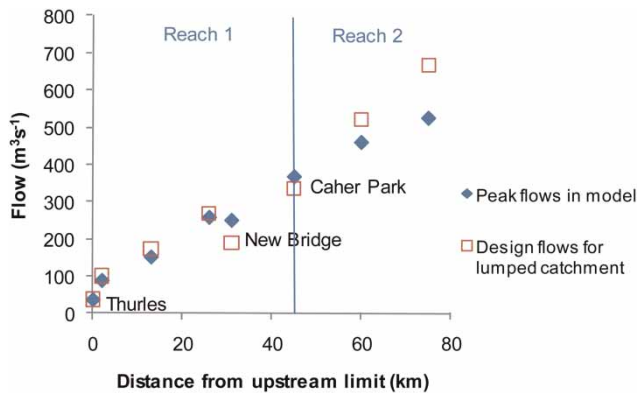 800
700
600
500
400
300
200
100
0
Flow (m³s⁻¹)
Reach 1
Reach 2
Caher Park
New Bridge
Thurles
Peak flows in model
Design flows for
lumped catchment
0 20 40 60 80
Distance from upstream limit (km)